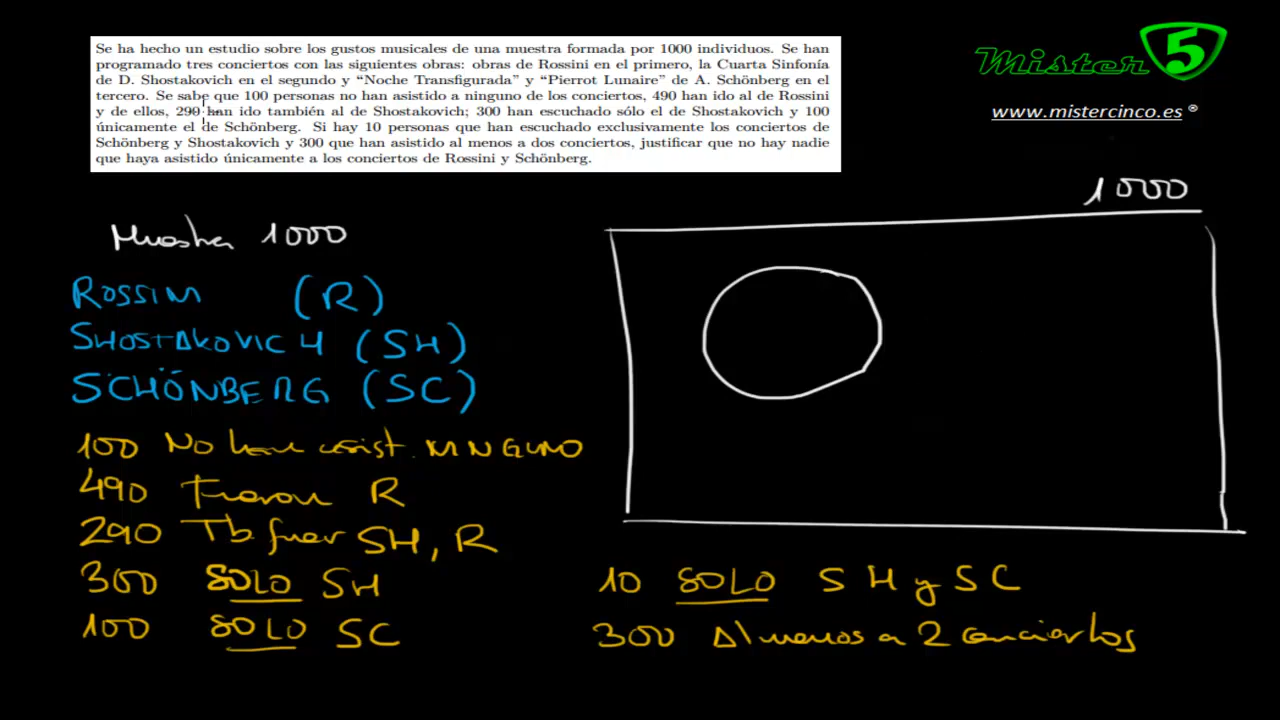 Se ha hecho un estudio sobre los gustos musicales de una muestra formada por 1000 individuos. Se han
programado tres conciertos con las siguientes obras: obras de Rossini en el primero, la Cuarta Sinfonía
de D. Shostakovich en el segundo y “Noche Transfigurada” y “Pierrot Lunaire” de A. Schönberg en el
tercero. Se sabe que 100 personas no han asistido a ninguno de los conciertos, 490 han ido al de Rossini
y de ellos, 290 han ido también al de Shostakovich; 300 han escuchado sólo el de Shostakovich y 100
únicamente el de Schönberg. Si hay 10 personas que han escuchado exclusivamente los conciertos de
Schönberg y Shostakovich y 300 que han asistido al menos a dos conciertos, justificar que no hay nadie
que haya asistido únicamente a los conciertos de Rossini y Schönberg.
Mister 5
www.mistercinco.es ®
1000
Muestra 1000
ROSSINI (R)
SHOSTAKOVICH (SH)
SCHÖNBERG (SC)
100 No han asist. NINGUNO
490 Fueron R
290 Tb fuer SH, R
300 SOLO SH
100 SOLO SC
10 SOLO SH y SC
300 Al menos a 2 conciertos